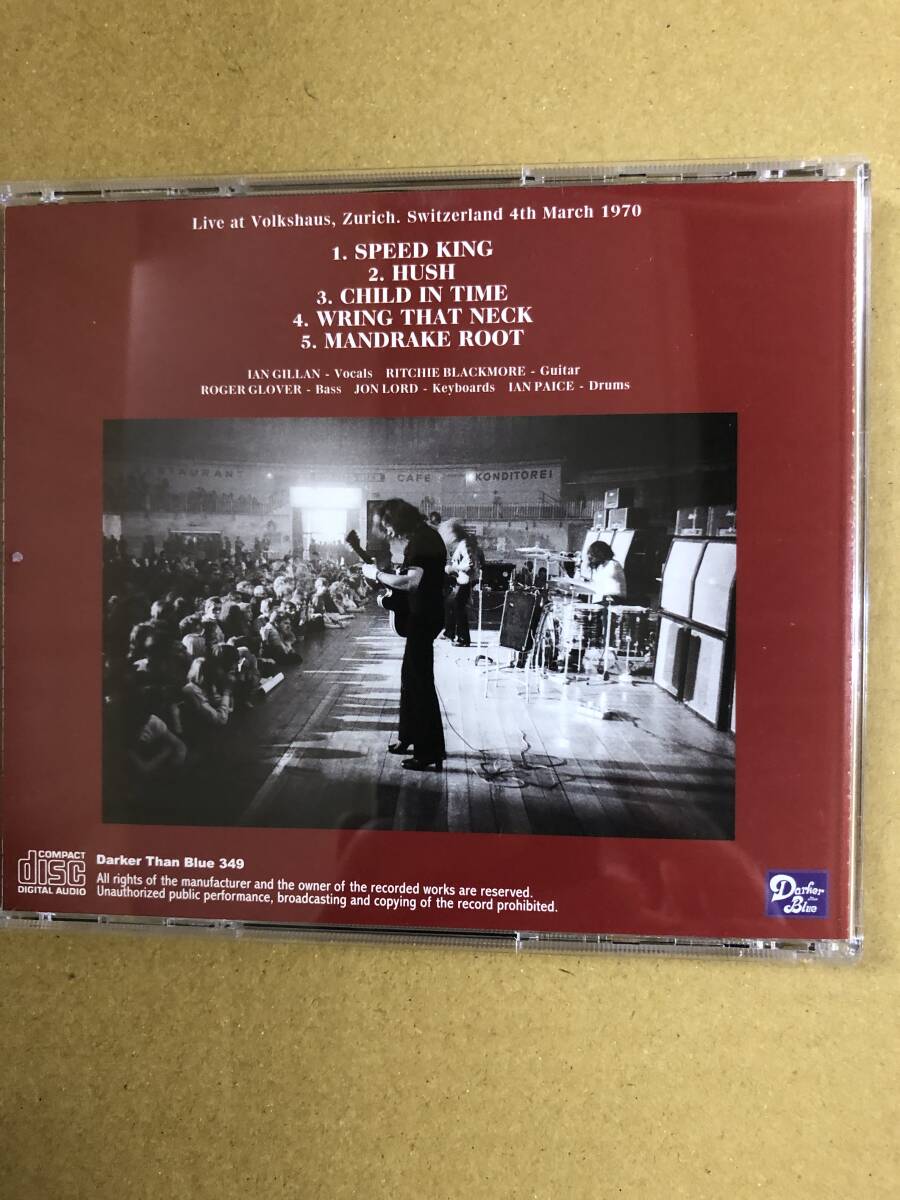 Live at Volkshaus, Zurich. Switzerland 4th March 1970
1. SPEED KING
2. HUSH
3. CHILD IN TIME
4. WRING THAT NECK
5. MANDRAKE ROOT
IAN GILLAN - Vocals RITCHIE BLACKMORE - Guitar
ROGER GLOVER - Bass JON LORD - Keyboards IAN PAICE - Drums
CAFE KONDITOREI
COMPACT
disc
DIGITAL AUDIO
Darker Than Blue 349
All rights of the manufacturer and the owner of the recorded works are reserved.
Unauthorized public performance, broadcasting and copying of the record prohibited.
Darker
Blue